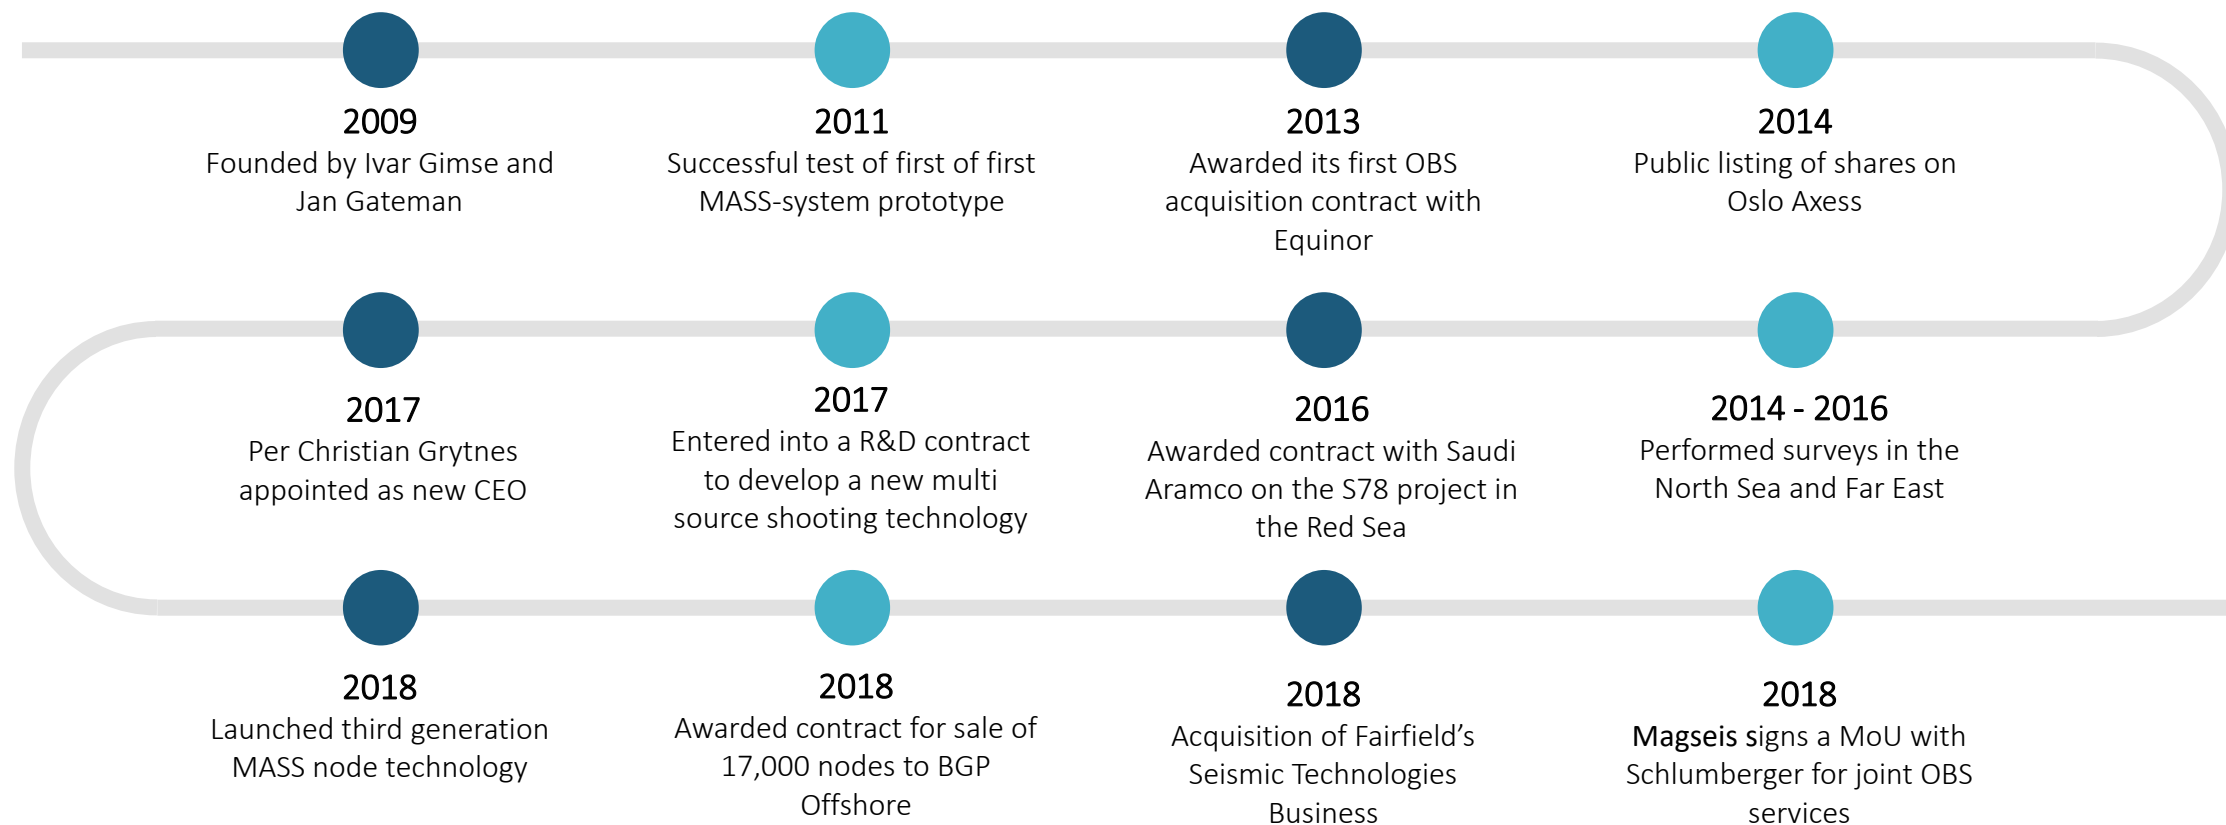 2009
Founded by Ivar Gimse and
Jan Gateman
2011
Successful test of first of first
MASS-system prototype
2013
Awarded its first OBS
acquisition contract with
Equinor
2014
Public listing of shares on
Oslo Axess
2014 - 2016
Performed surveys in the
North Sea and Far East
2016
Awarded contract with Saudi
Aramco on the S78 project in
the Red Sea
2017
Entered into a R&D contract
to develop a new multi
source shooting technology
2017
Per Christian Grytnes
appointed as new CEO
2018
Launched third generation
MASS node technology
2018
Awarded contract for sale of
17,000 nodes to BGP
Offshore
2018
Acquisition of Fairfield’s
Seismic Technologies
Business
2018
Magseis signs a MoU with
Schlumberger for joint OBS
services